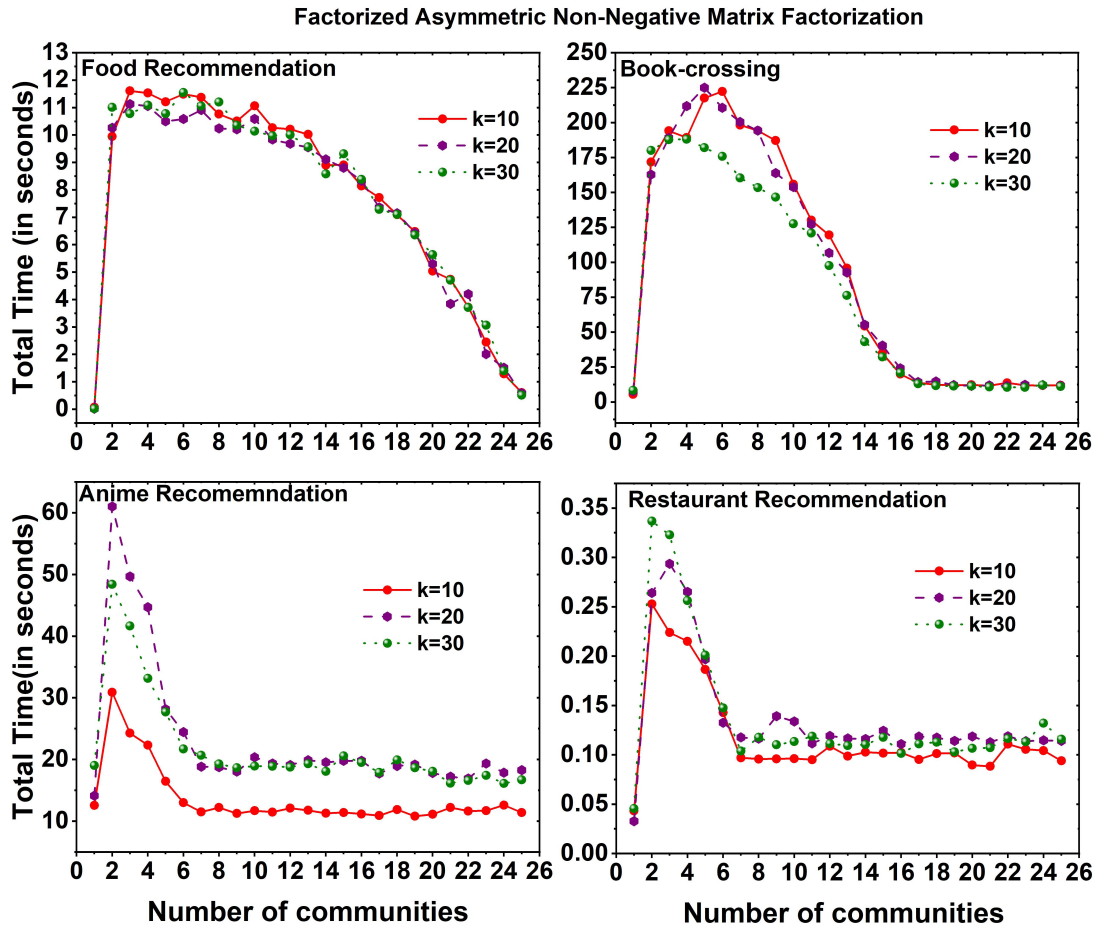 Factorized Asymmetric Non-Negative Matrix Factorization
Food Recommendation
k=10
k=20
k=30
Total Time (in seconds)
13
12
11
10
9
8
7
6
5
4
3
2
1
0
0 2 4 6 8 10 12 14 16 18 20 22 24 26
Book-crossing
k=10
k=20
k=30
250
225
200
175
150
125
100
75
50
25
0
0 2 4 6 8 10 12 14 16 18 20 22 24 26
Anime Recomemndation
k=10
k=20
k=30
Total Time(in seconds)
60
50
40
30
20
10
0 2 4 6 8 10 12 14 16 18 20 22 24 26
Number of communities
Restaurant Recommendation
k=10
k=20
k=30
0.35
0.30
0.25
0.20
0.15
0.10
0.05
0.00
0 2 4 6 8 10 12 14 16 18 20 22 24 26
Number of communities